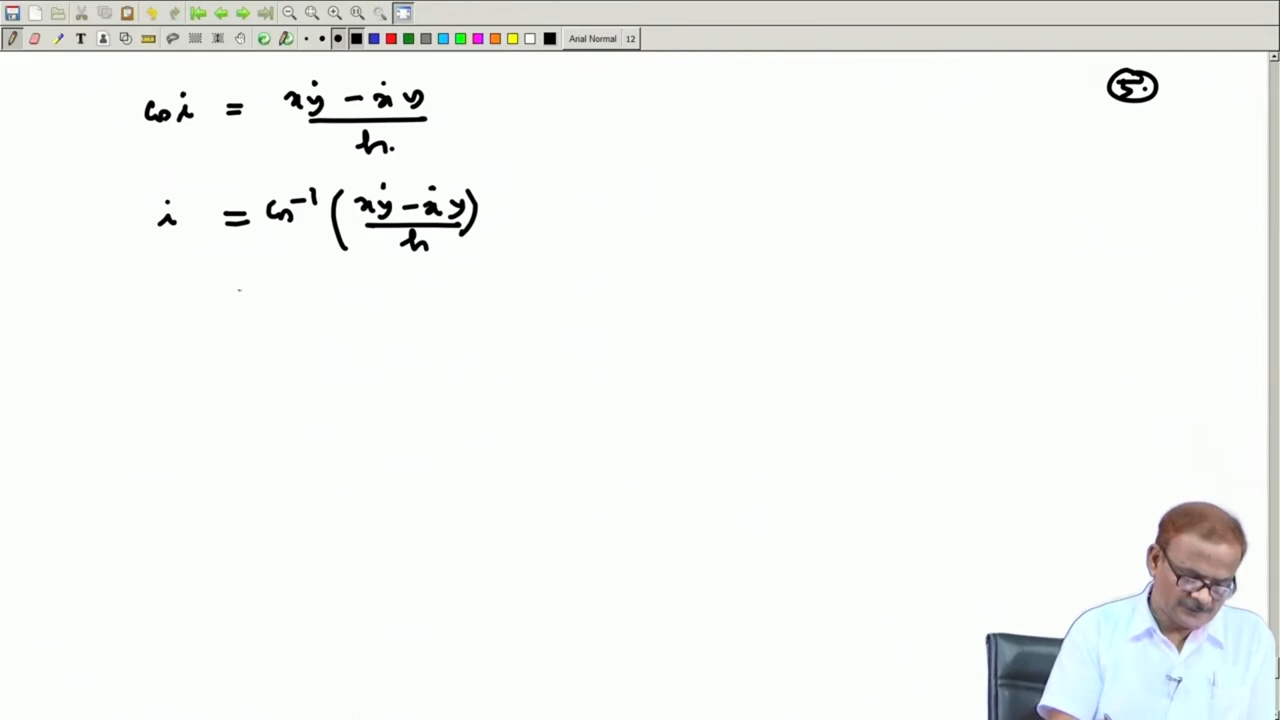 Arial Normal 12
5.
cos i = xẏ - ẋy / h.
i = cos⁻¹ (xẏ - ẋy / h)